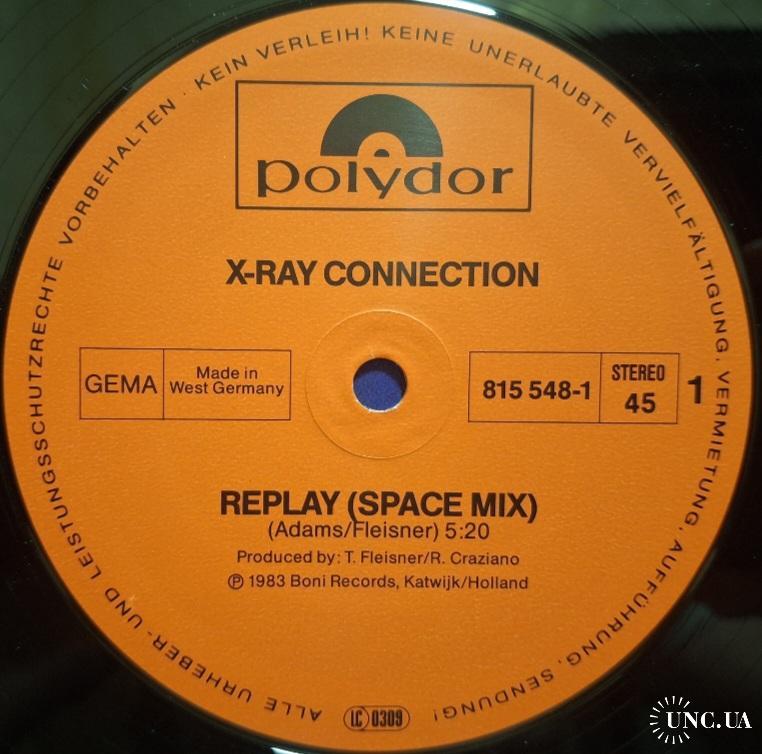 ALLE URHEBER- UND LEISTUNGSSCHUTZRECHTE VORBEHALTEN · KEIN VERLEIH! KEINE UNERLAUBTE VERVIELFÄLTIGUNG, VERMIETUNG, AUFFÜHRUNG, SENDUNG!
polydor
X-RAY CONNECTION
GEMA
Made in
West Germany
815 548-1
STEREO
45
1
REPLAY (SPACE MIX)
(Adams/Fleisner) 5:20
Produced by: T. Fleisner/R. Craziano
℗ 1983 Boni Records, Katwijk/Holland
LC 0309
UNC.UA